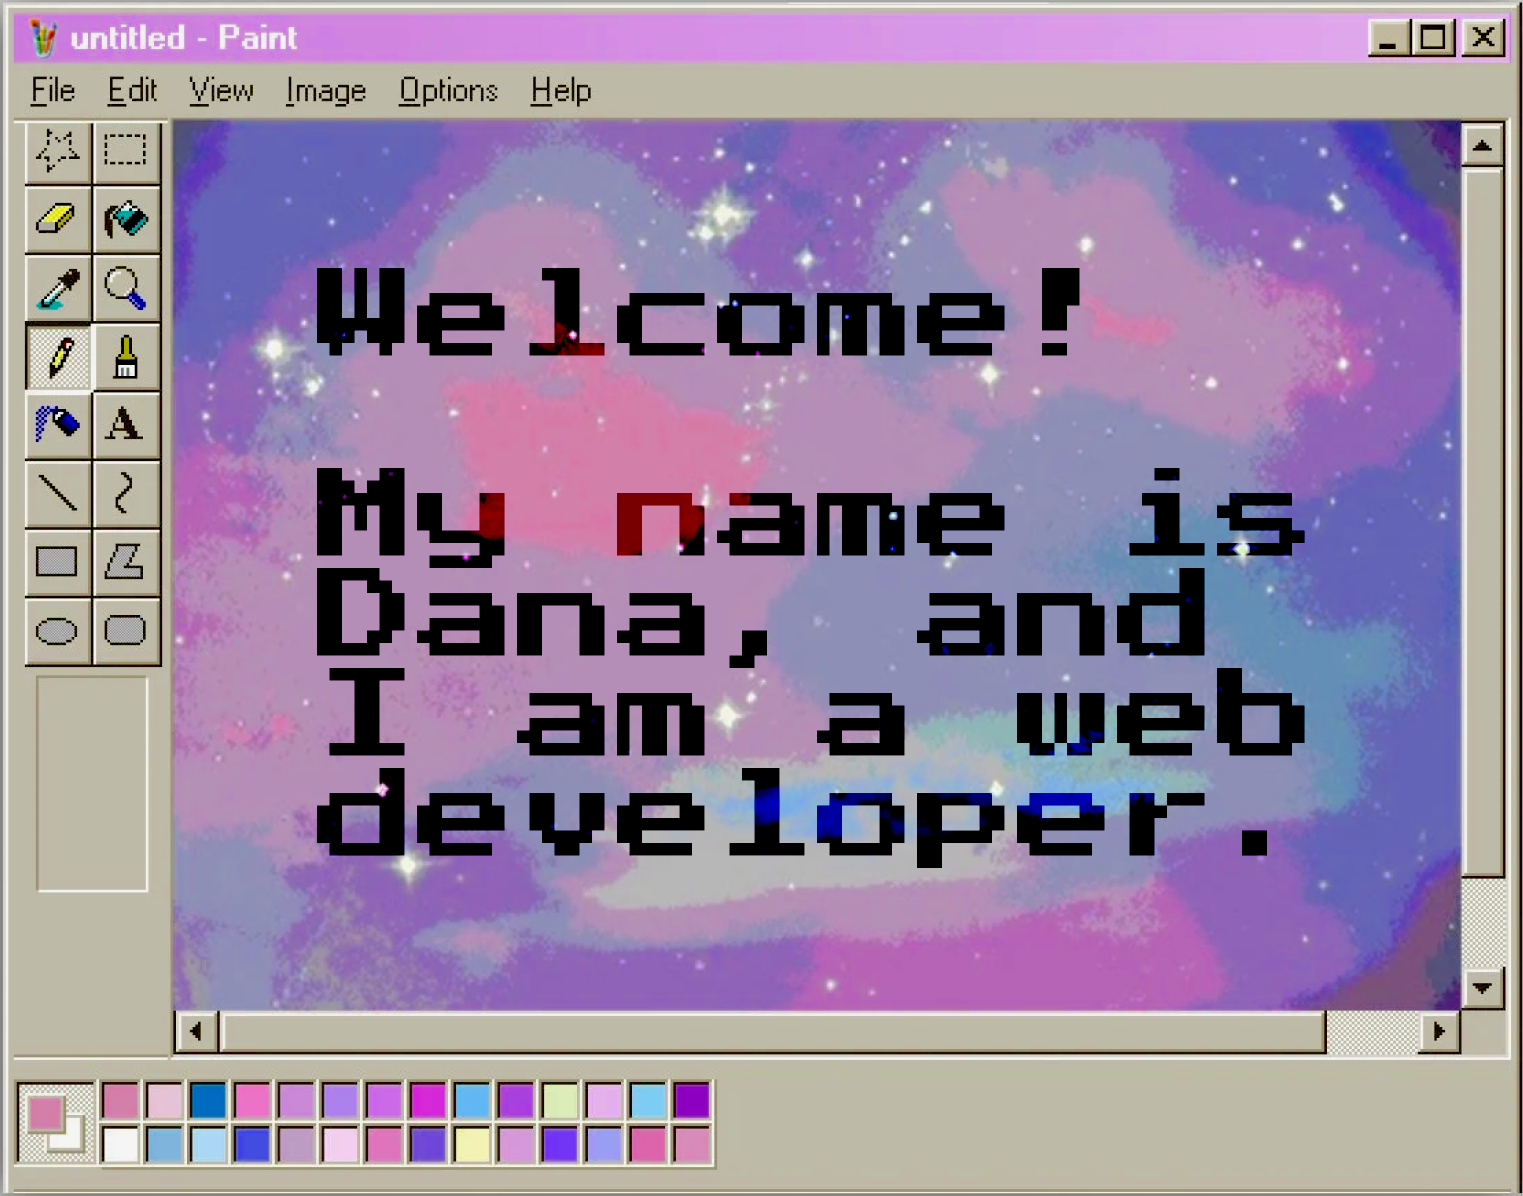 untitled - Paint
File Edit View Image Options Help
A
Welcome!
My name is
Dana, and
I am a web
developer.